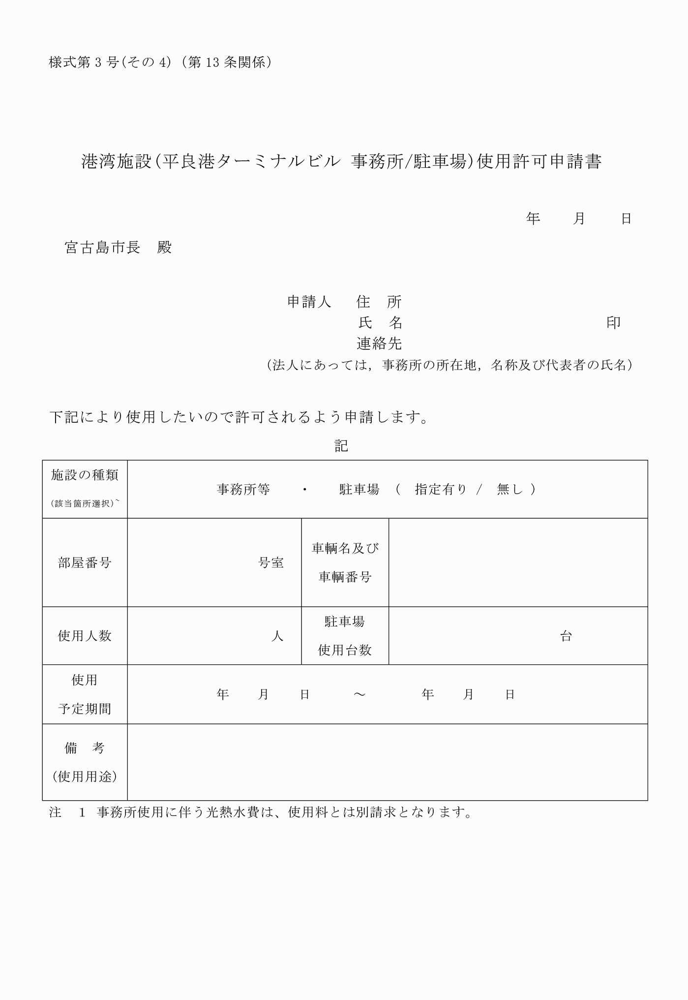 様式第 3 号(その 4) (第 13 条関係)
港湾施設(平良港ターミナルビル 事務所/駐車場)使用許可申請書
年 月 日
宮古島市長 殿
申請人 住 所
氏 名 印
連絡先
(法人にあっては, 事務所の所在地, 名称及び代表者の氏名)
下記により使用したいので許可されるよう申請します。
記
施設の種類
(該当箇所選択)~
事務所等 ・ 駐車場 ( 指定有り / 無し )
部屋番号
号室
車輌名及び
車輌番号
使用人数
人
駐車場
使用台数
台
使用
予定期間
年 月 日 ～ 年 月 日
備 考
(使用用途)
注 1 事務所使用に伴う光熱水費は、使用料とは別請求となります。